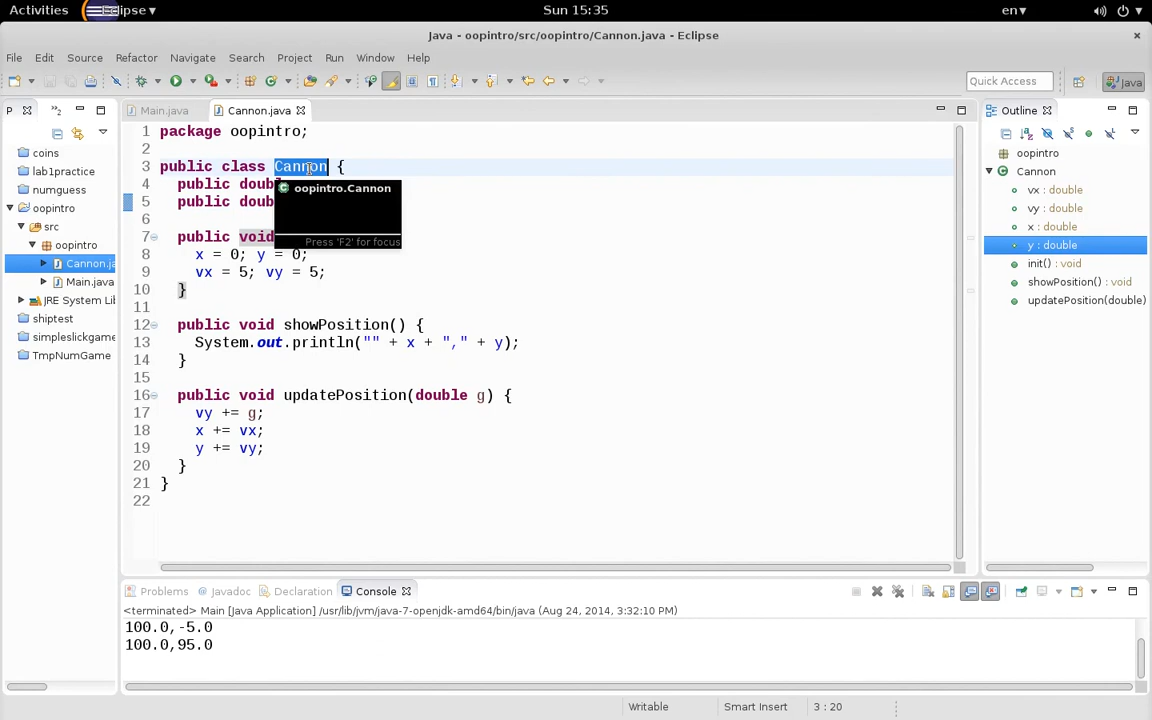 Activities Eclipse ▾ Sun 15:35 en ▾
Java - oopintro/src/oopintro/Cannon.java - Eclipse
File Edit Source Refactor Navigate Search Project Run Window Help
Quick Access Java
P Main.java Cannon.java Outline
1 package oopintro;
2
3 public class Cannon {
4 public doubl
5 public doub
6
7 public void
8 x = 0; y = 0;
9 vx = 5; vy = 5;
10 }
11
12 public void showPosition() {
13 System.out.println("" + x + "," + y);
14 }
15
16 public void updatePosition(double g) {
17 vy += g;
18 x += vx;
19 y += vy;
20 }
21 }
22
oopintro.Cannon
Press 'F2' for focus
coins
lab1practice
numguess
oopintro
src
oopintro
Cannon.ja
Main.java
JRE System Lib
shiptest
simpleslickgame
TmpNumGame
oopintro
Cannon
vx : double
vy : double
x : double
y : double
init() : void
showPosition() : void
updatePosition(double)
Problems Javadoc Declaration Console
<terminated> Main [Java Application] /usr/lib/jvm/java-7-openjdk-amd64/bin/java (Aug 24, 2014, 3:32:10 PM)
100.0,-5.0
100.0,95.0
Writable Smart Insert 3 : 20